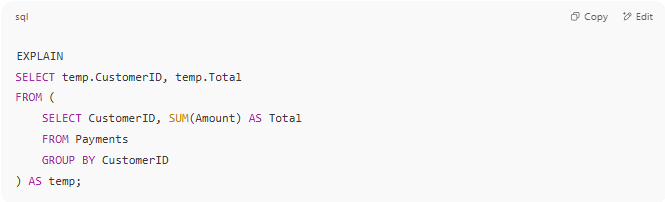 sql Copy Edit
EXPLAIN
SELECT temp.CustomerID, temp.Total
FROM (
SELECT CustomerID, SUM(Amount) AS Total
FROM Payments
GROUP BY CustomerID
) AS temp;